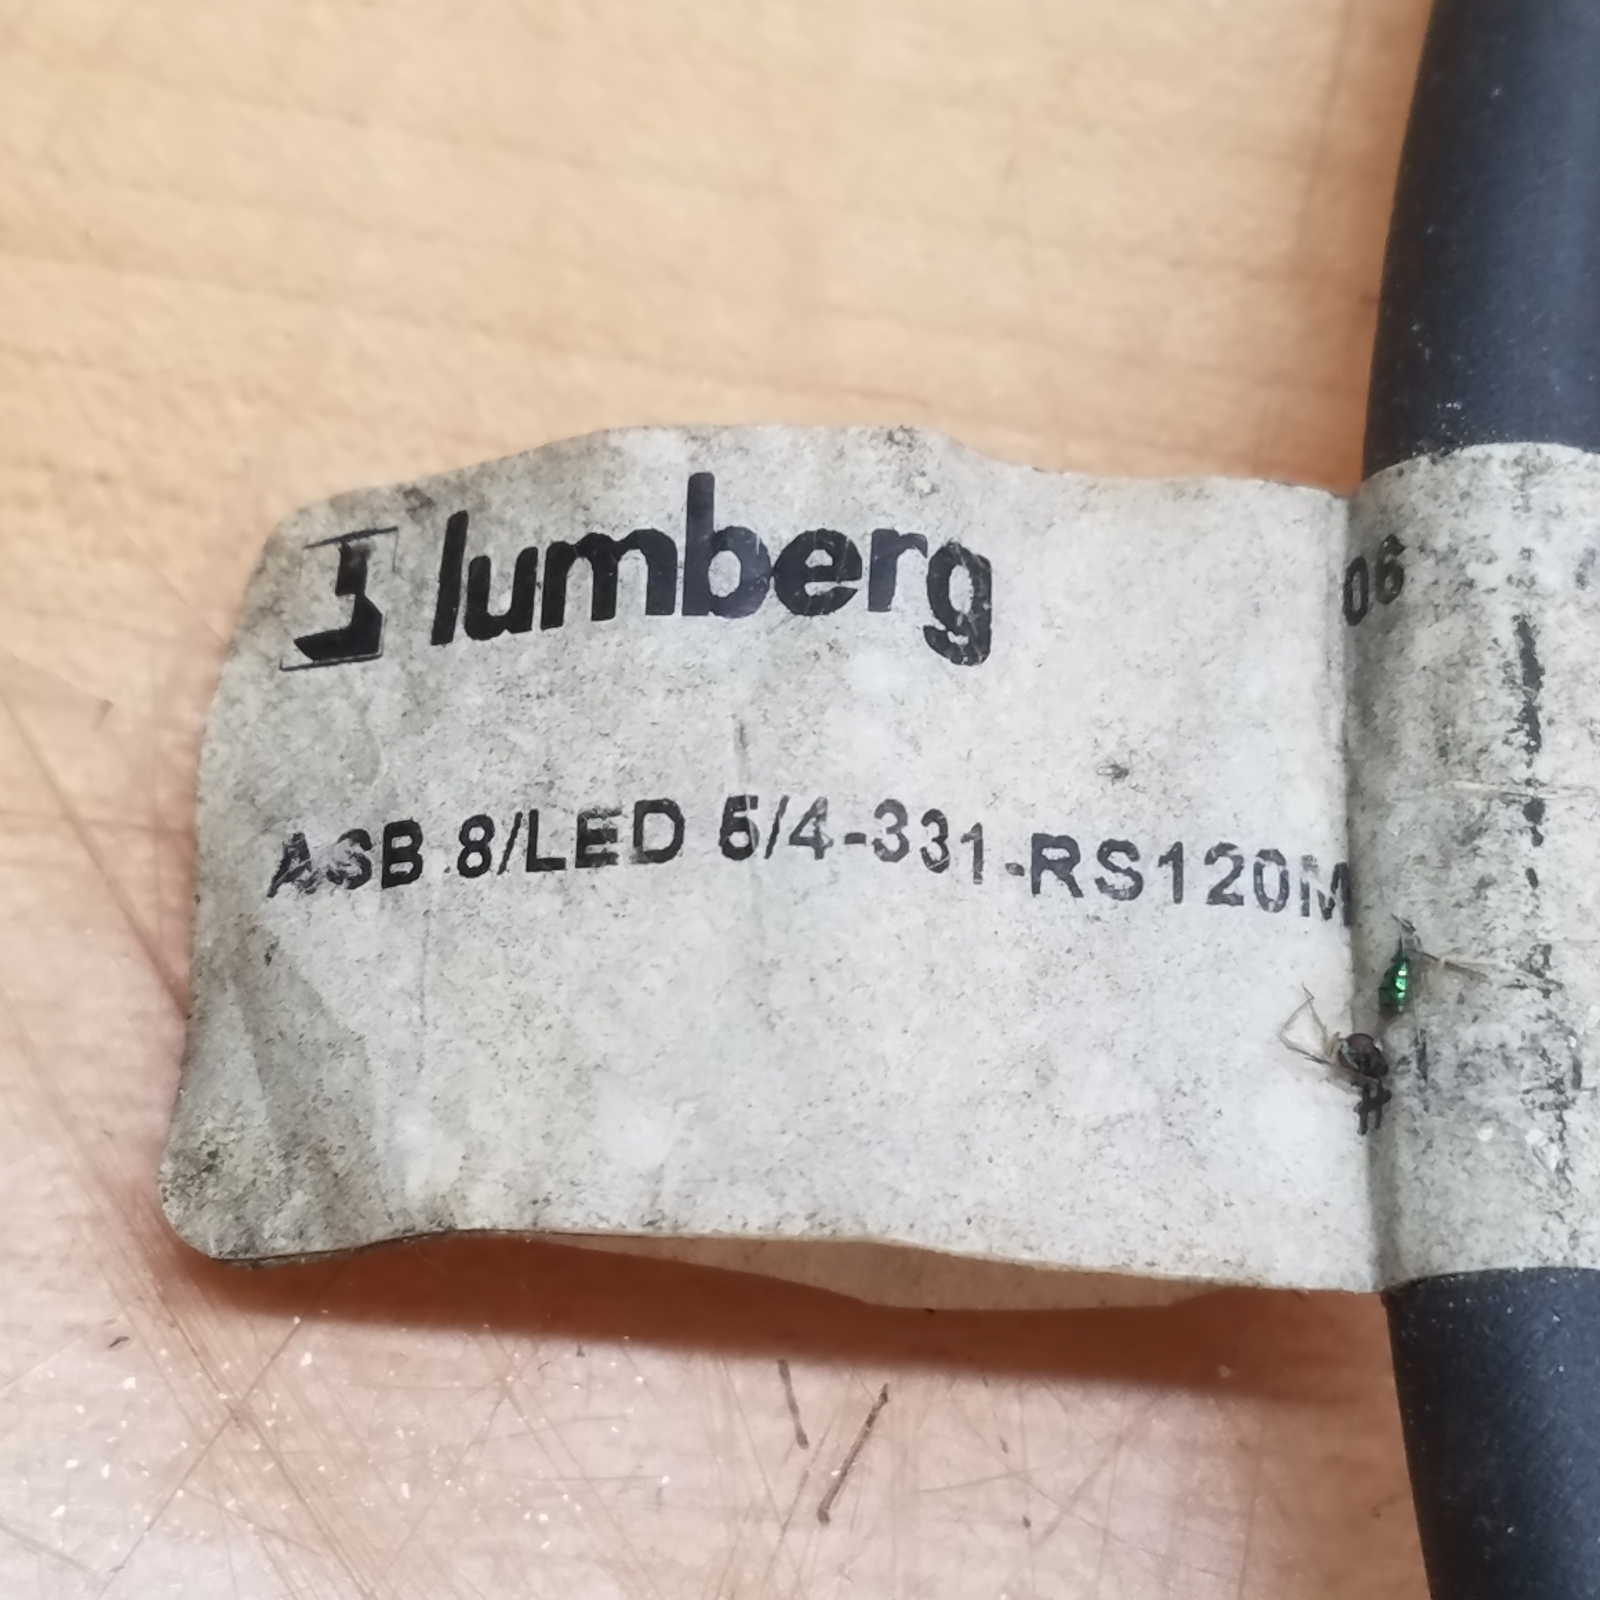 lumberg
06
ASB 8/LED 5/4-331-RS120M
#